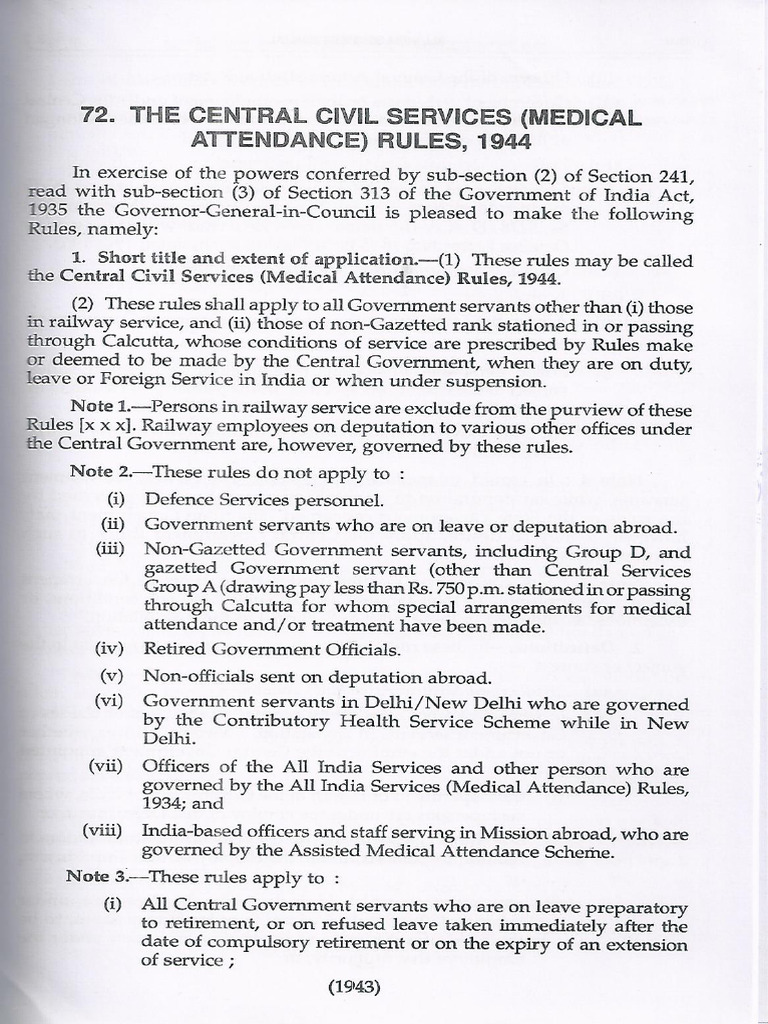 72. THE CENTRAL CIVIL SERVICES (MEDICAL
ATTENDANCE) RULES, 1944
In exercise of the powers conferred by sub-section (2) of Section 241,
read with sub-section (3) of Section 313 of the Government of India Act,
1935 the Governor-General-in-Council is pleased to make the following
Rules, namely:
1. Short title and extent of application.—(1) These rules may be called
the Central Civil Services (Medical Attendance) Rules, 1944.
(2) These rules shall apply to all Government servants other than (i) those
in railway service, and (ii) those of non-Gazetted rank stationed in or passing
through Calcutta, whose conditions of service are prescribed by Rules make
or deemed to be made by the Central Government, when they are on duty,
leave or Foreign Service in India or when under suspension.
Note 1.—Persons in railway service are exclude from the purview of these
Rules [x x x]. Railway employees on deputation to various other offices under
the Central Government are, however, governed by these rules.
Note 2.—These rules do not apply to :
(i) Defence Services personnel.
(ii) Government servants who are on leave or deputation abroad.
(iii) Non-Gazetted Government servants, including Group D, and
gazetted Government servant (other than Central Services
Group A (drawing pay less than Rs. 750 p.m. stationed in or passing
through Calcutta for whom special arrangements for medical
attendance and/or treatment have been made.
(iv) Retired Government Officials.
(v) Non-officials sent on deputation abroad.
(vi) Government servants in Delhi/New Delhi who are governed
by the Contributory Health Service Scheme while in New
Delhi.
(vii) Officers of the All India Services and other person who are
governed by the All India Services (Medical Attendance) Rules,
1934; and
(viii) India-based officers and staff serving in Mission abroad, who are
governed by the Assisted Medical Attendance Scheme.
Note 3.—These rules apply to :
(i) All Central Government servants who are on leave preparatory
to retirement, or on refused leave taken immediately after the
date of compulsory retirement or on the expiry of an extension
of service ;
(1943)